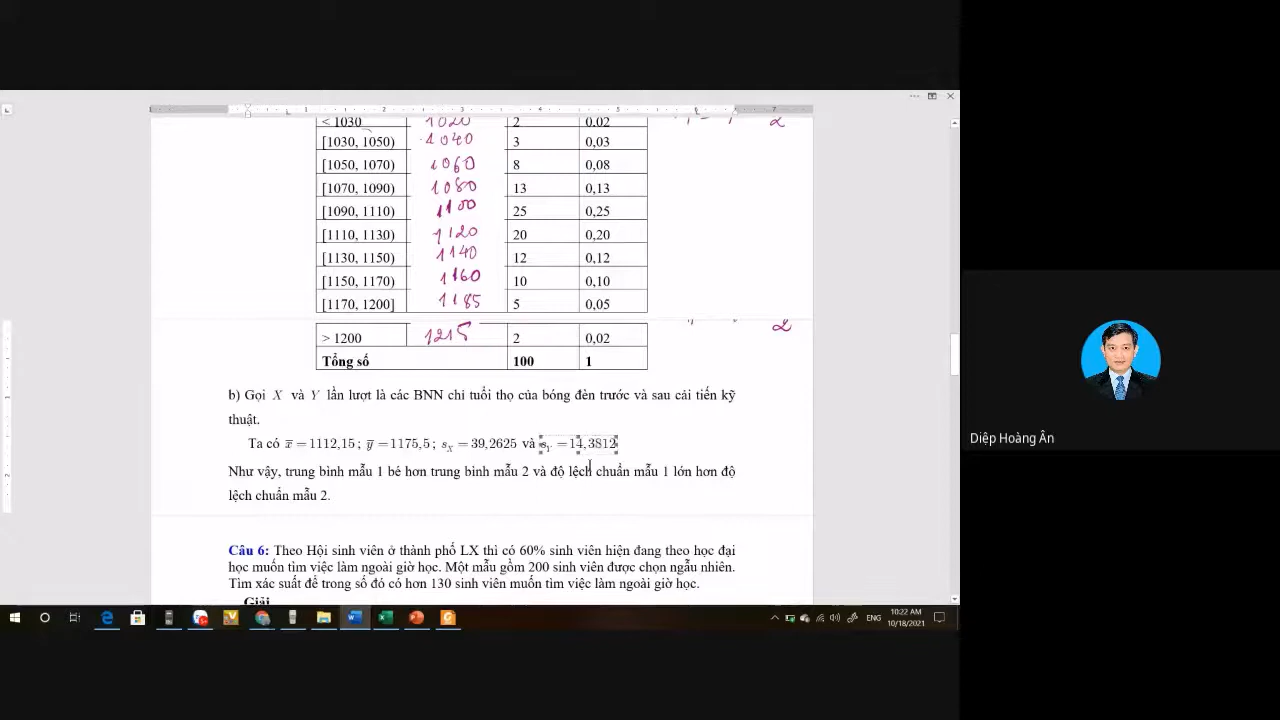 < 1030 1020 2 0.02 2
[1030, 1050) 1040 3 0,03
[1050, 1070) 1060 8 0,08
[1070, 1090) 1080 13 0,13
[1090, 1110) 1100 25 0,25
[1110, 1130) 1120 20 0,20
[1130, 1150) 1140 12 0,12
[1150, 1170) 1160 10 0,10
[1170, 1200] 1185 5 0,05
> 1200 1215 2 0,02 2
Tổng số 100 1
b) Gọi X và Y lần lượt là các BNN chỉ tuổi thọ của bóng đèn trước và sau cải tiến kỹ
thuật.
Ta có x̅ = 1112,15 ; y̅ = 1175,5 ; s_X = 39,2625 và s_Y = 14,3812
Như vậy, trung bình mẫu 1 bé hơn trung bình mẫu 2 và độ lệch chuẩn mẫu 1 lớn hơn độ
lệch chuẩn mẫu 2.
Câu 6: Theo Hội sinh viên ở thành phố LX thì có 60% sinh viên hiện đang theo học đại
học muốn tìm việc làm ngoài giờ học. Một mẫu gồm 200 sinh viên được chọn ngẫu nhiên.
Tìm xác suất để trong số đó có hơn 130 sinh viên muốn tìm việc làm ngoài giờ học.
Giải
Diệp Hoàng Ân
ENG
10:22 AM
10/18/2021